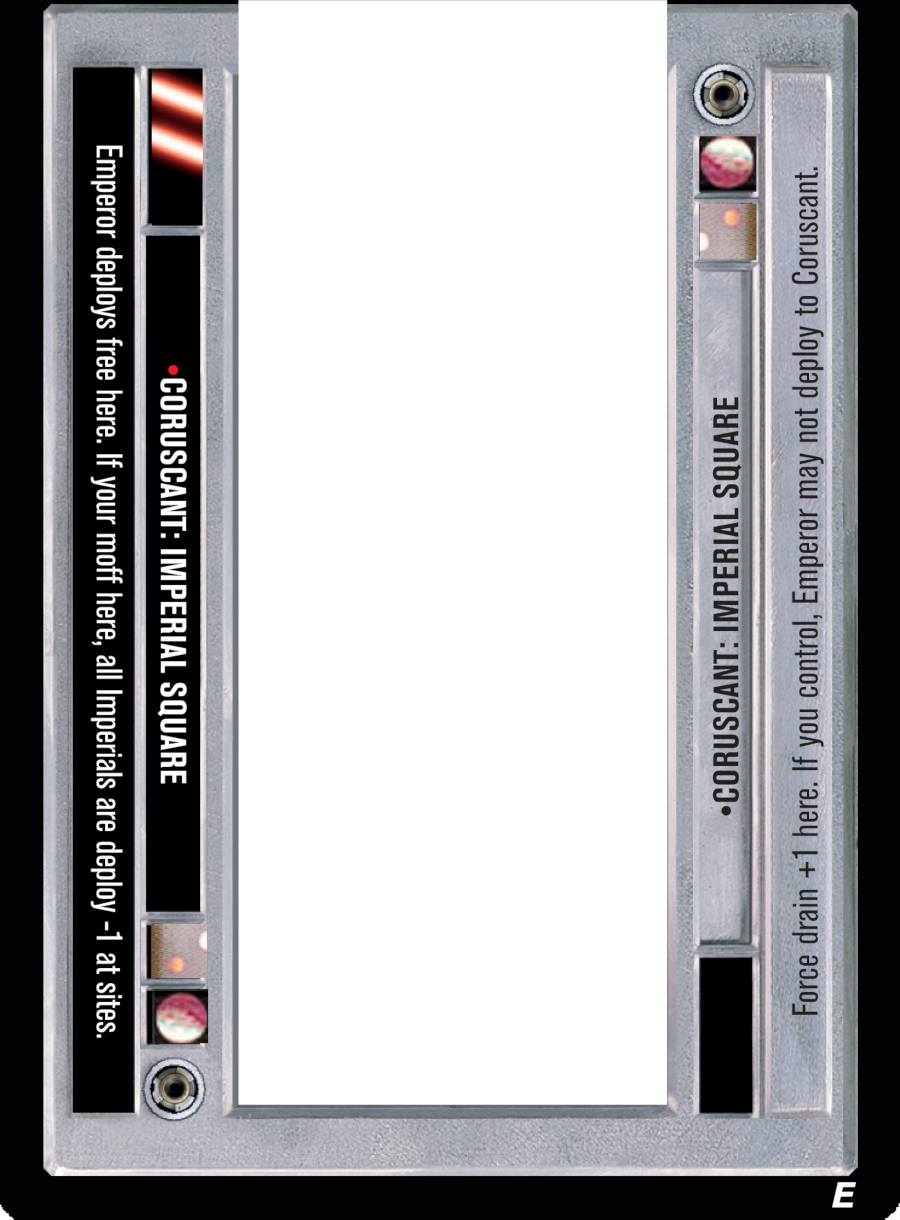 Emperor deploys free here. If your moff here, all Imperials are deploy -1 at sites.
•CORUSCANT: IMPERIAL SQUARE
•CORUSCANT: IMPERIAL SQUARE
Force drain +1 here. If you control, Emperor may not deploy to Coruscant.
E